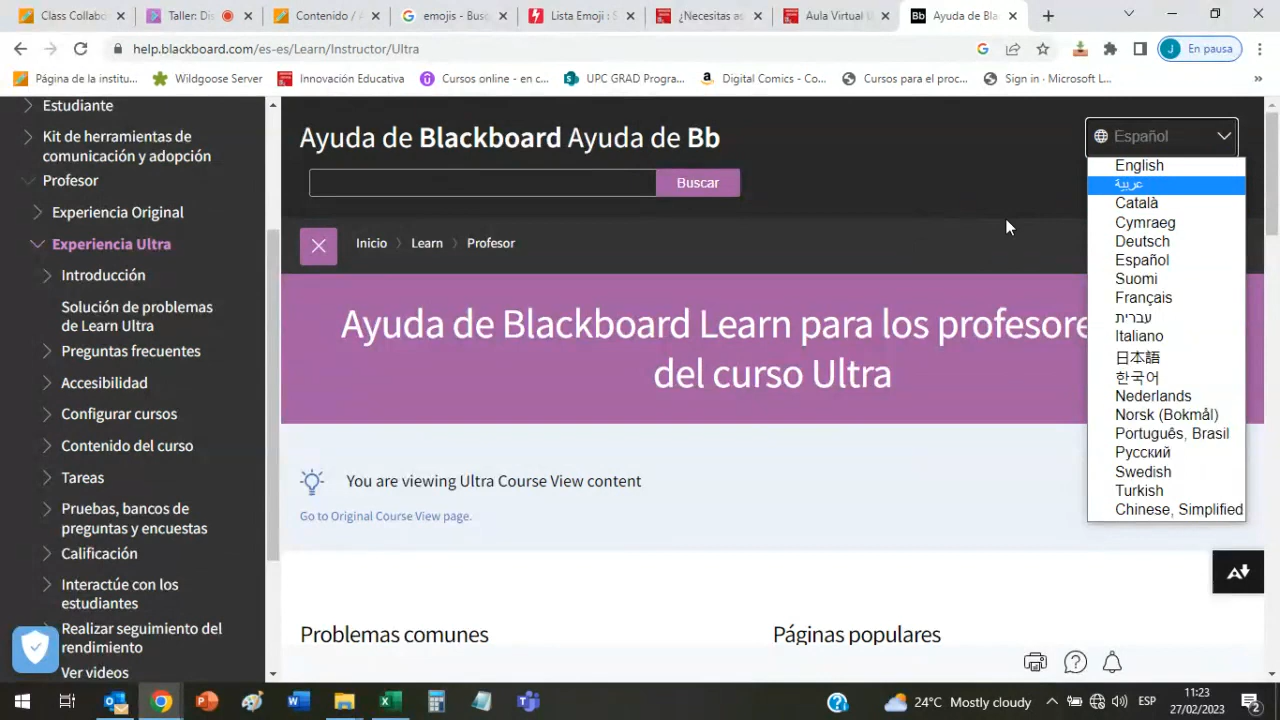 Class Collabo
Taller: Di
Contenido
emojis - Bus
Lista Emoji : S
¿Necesitas a
Aula Virtual U
Bb Ayuda de Bla
help.blackboard.com/es-es/Learn/Instructor/Ultra
En pausa
Página de la institu...
Wildgoose Server
Innovación Educativa
Cursos online - en c...
UPC GRAD Progra...
Digital Comics - Co...
Cursos para el proc...
Sign in - Microsoft L...
Estudiante
Kit de herramientas de
comunicación y adopción
Profesor
Experiencia Original
Experiencia Ultra
Introducción
Solución de problemas
de Learn Ultra
Preguntas frecuentes
Accesibilidad
Configurar cursos
Contenido del curso
Tareas
Pruebas, bancos de
preguntas y encuestas
Calificación
Interactúe con los
estudiantes
Realizar seguimiento del
rendimiento
Ver videos
Ayuda de Blackboard Ayuda de Bb
Buscar
Inicio > Learn > Profesor
Español
English
عربية
Català
Cymraeg
Deutsch
Español
Suomi
Français
עברית
Italiano
日本語
한국어
Nederlands
Norsk (Bokmål)
Português, Brasil
Русский
Swedish
Turkish
Chinese, Simplified
Ayuda de Blackboard Learn para los profesore
del curso Ultra
You are viewing Ultra Course View content
Go to Original Course View page.
Problemas comunes
Páginas populares
24°C Mostly cloudy
ESP
11:23
27/02/2023
2